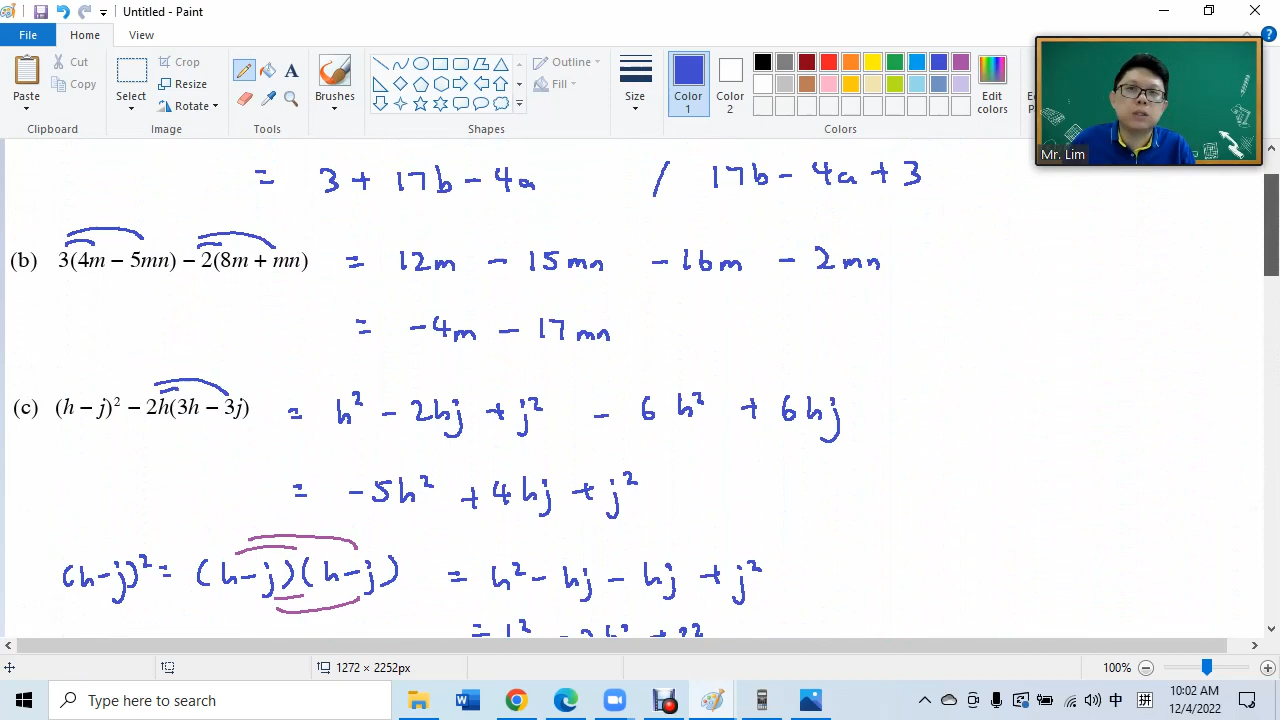 Untitled - Paint
File Home View
Paste Cut Copy Clipboard
Select Crop Resize Rotate Image
Tools
Brushes
Outline Fill Shapes
Size
Color 1 Color 2 Edit colors Colors
Mr. Lim
= 3 + 17b - 4a / 17b - 4a + 3
(b) 3(4m − 5mn) − 2(8m + mn) = 12m - 15mn - 16m - 2mn
= -4m - 17mn
(c) (h − j)² − 2h(3h − 3j) = h² - 2hj + j² - 6h² + 6hj
= -5h² + 4hj + j²
(h-j)² = (h-j)(h-j) = h² - hj - hj + j²
1272 × 2252px 100%
Type here to search
中 拼 10:02 AM
12/4/2022